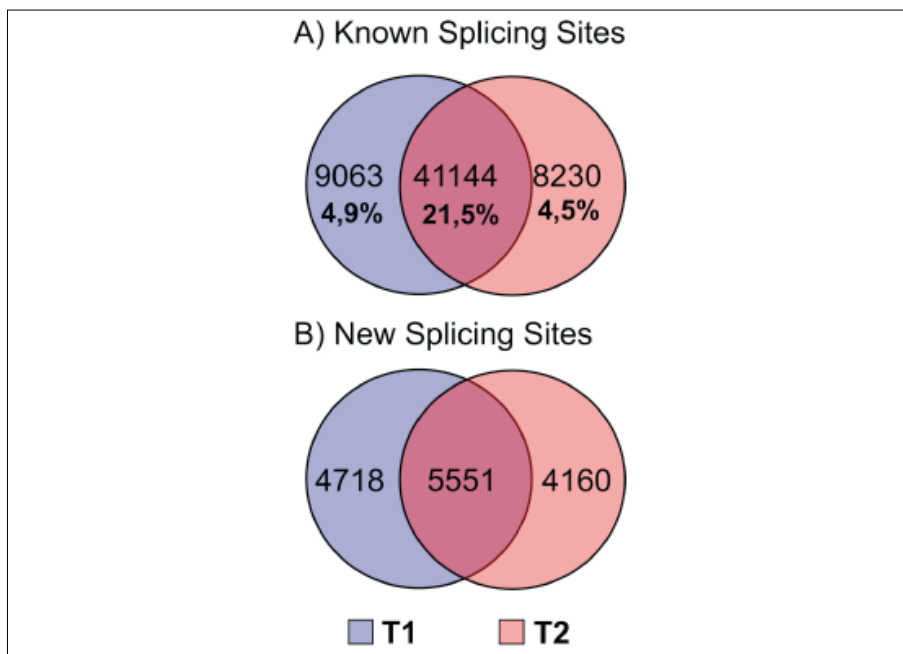 A) Known Splicing Sites
9063 41144 8230
4,9% 21,5% 4,5%
B) New Splicing Sites
4718 5551 4160
T1 T2